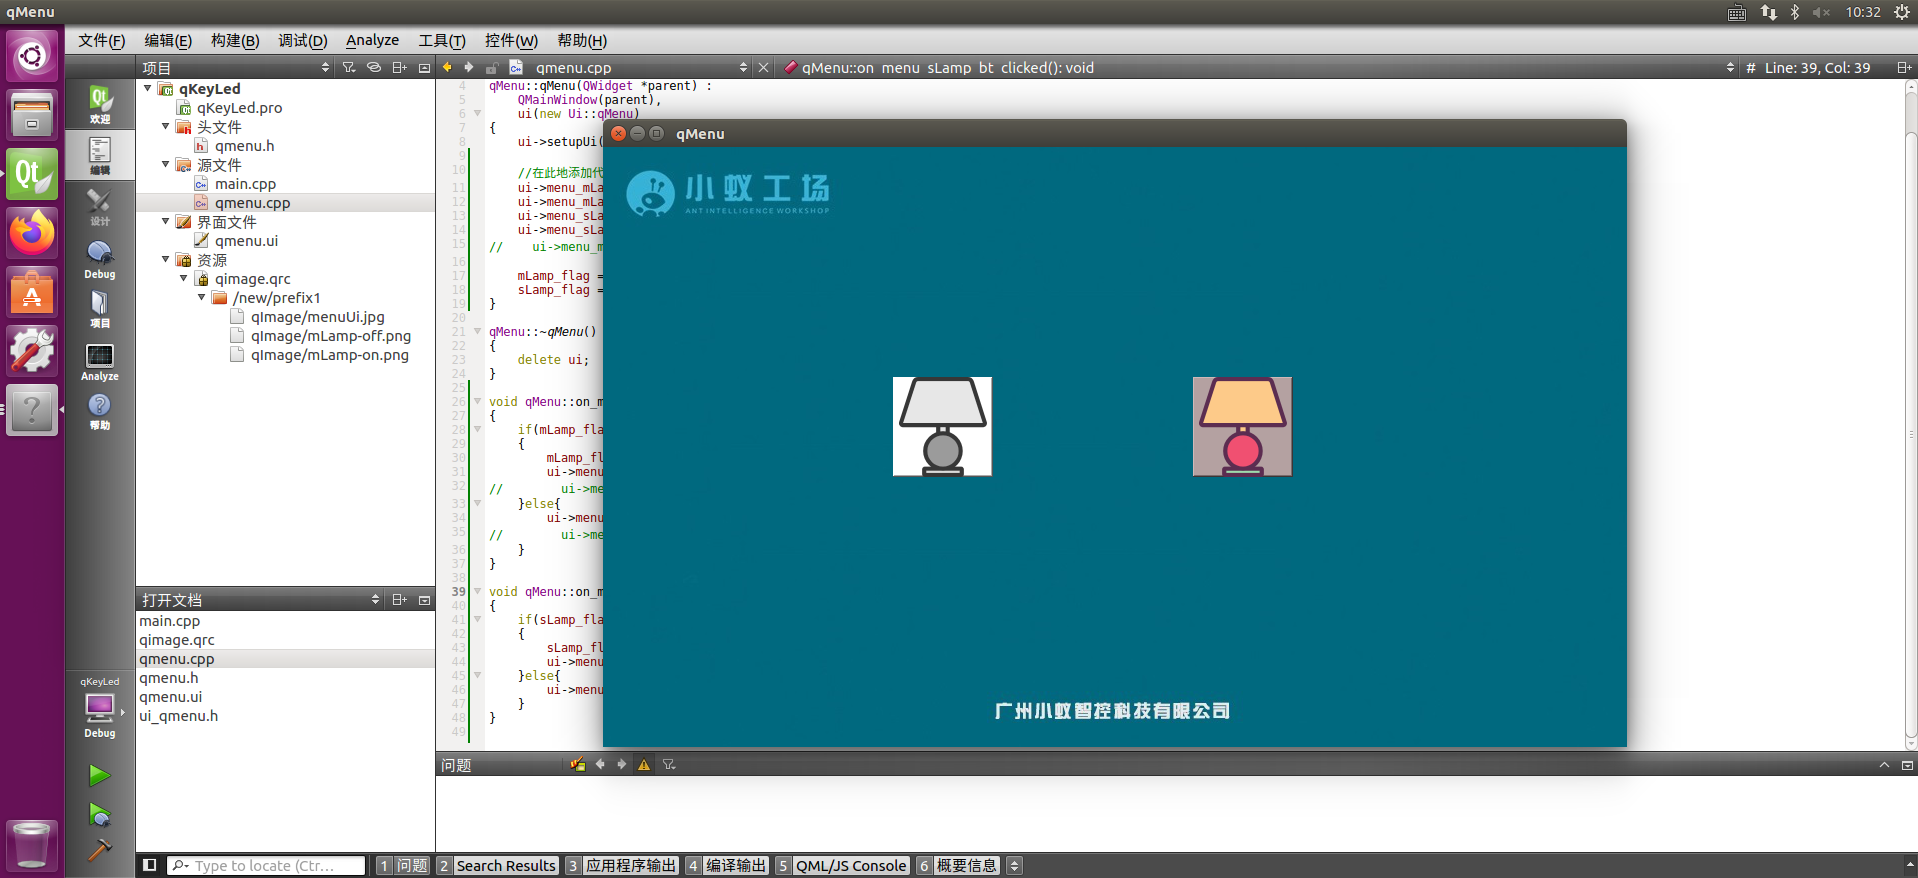 qMenu
10:32
文件(F) 编辑(E) 构建(B) 调试(D) Analyze 工具(T) 控件(W) 帮助(H)
项目
qmenu.cpp
qMenu::on_menu_sLamp_bt_clicked(): void
# Line: 39, Col: 39
欢迎
编辑
设计
Debug
项目
Analyze
帮助
qKeyLed
Debug
qKeyLed
qKeyLed.pro
头文件
qmenu.h
源文件
main.cpp
qmenu.cpp
界面文件
qmenu.ui
资源
qimage.qrc
/new/prefix1
qImage/menuUi.jpg
qImage/mLamp-off.png
qImage/mLamp-on.png
打开文档
main.cpp
qimage.qrc
qmenu.cpp
qmenu.h
qmenu.ui
ui_qmenu.h
4 qMenu::qMenu(QWidget *parent) :
5 QMainWindow(parent),
6 ui(new Ui::qMenu)
7 {
8 ui->setupUi(
9
10 //在此地添加代
11 ui->menu_mLa
12 ui->menu_mLa
13 ui->menu_sLa
14 ui->menu_sLa
15 // ui->menu_m
16
17 mLamp_flag =
18 sLamp_flag =
19 }
20
21 qMenu::~qMenu()
22 {
23 delete ui;
24 }
25
26 void qMenu::on_m
27 {
28 if(mLamp_fla
29 {
30 mLamp_fl
31 ui->menu
32 // ui->me
33 }else{
34 ui->menu
35 // ui->me
36 }
37 }
38
39 void qMenu::on_m
40 {
41 if(sLamp_fla
42 {
43 sLamp_fl
44 ui->menu
45 }else{
46 ui->menu
47 }
48 }
49
qMenu
小蚁工场
ANT INTELLIGENCE WORKSHOP
广州小蚁智控科技有限公司
问题
Type to locate (Ctr...
1 问题 2 Search Results 3 应用程序输出 4 编译输出 5 QML/JS Console 6 概要信息